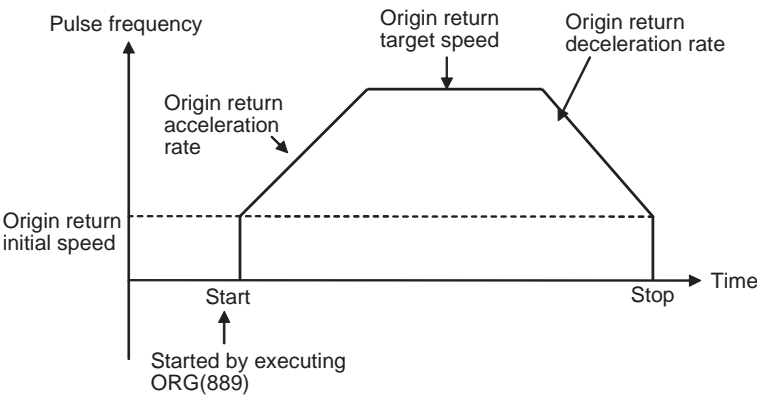 Pulse frequency
Origin return
target speed
Origin return
deceleration rate
Origin return
acceleration
rate
Origin return
initial speed
Time
Start
Stop
Started by executing
ORG(889)